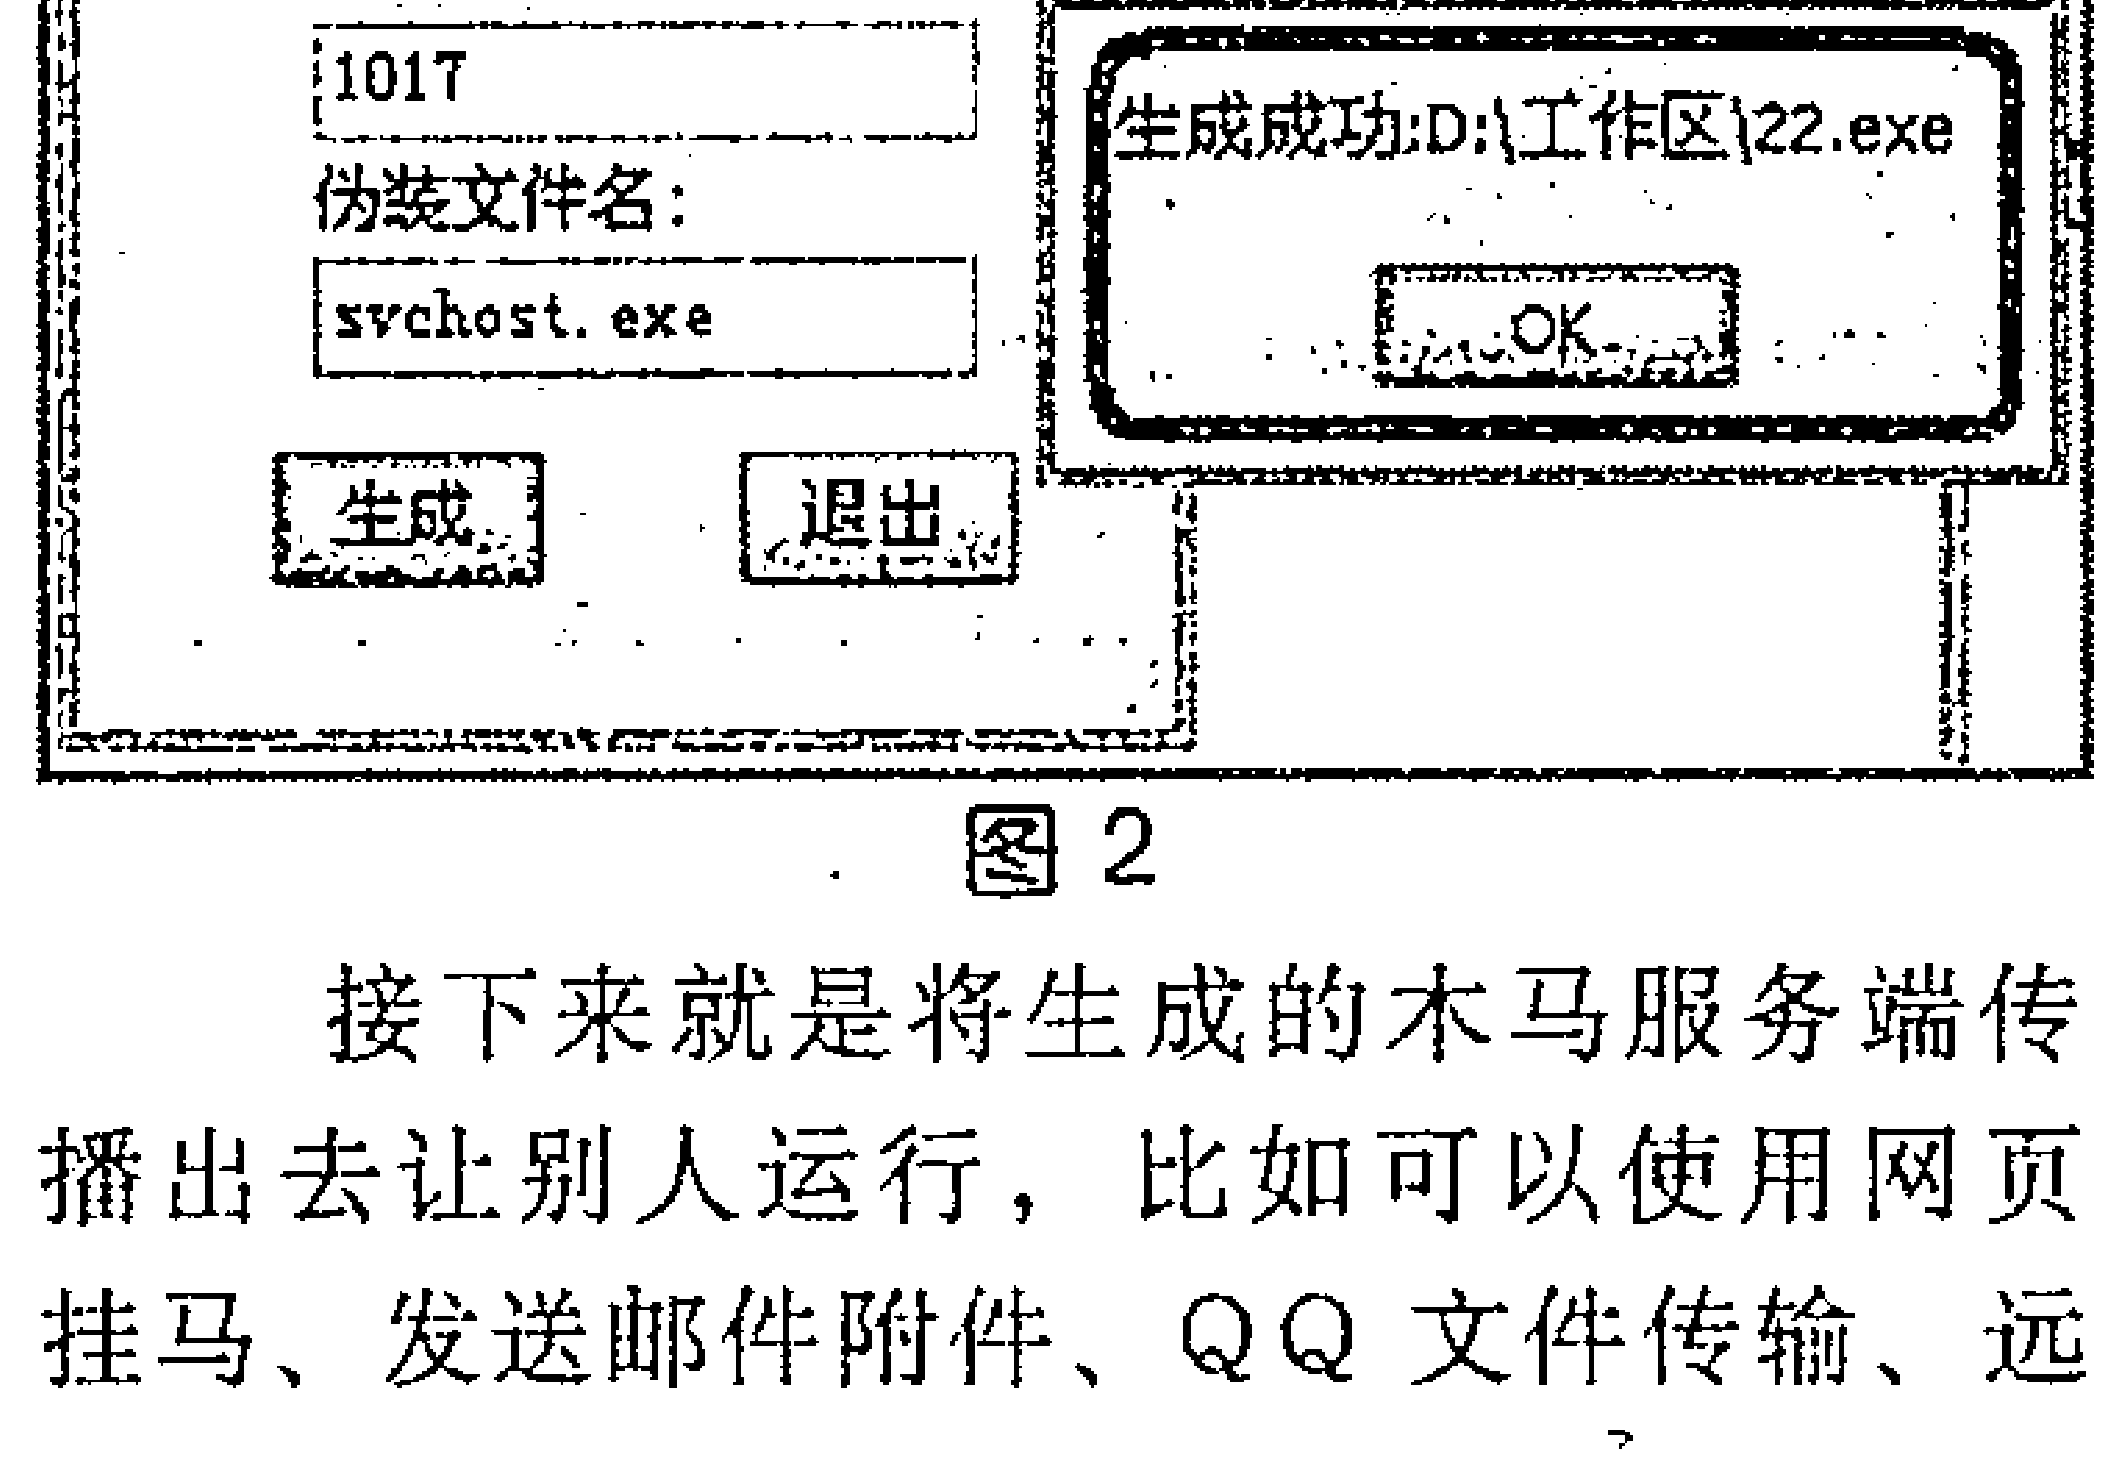 1017
伪装文件名：
svchost.exe
生成 退出
生成成功:D:\工作区\22.exe
OK
图 2
接下来就是将生成的木马服务端传
播出去让别人运行，比如可以使用网页
挂马、发送邮件附件、QQ 文件传输、远